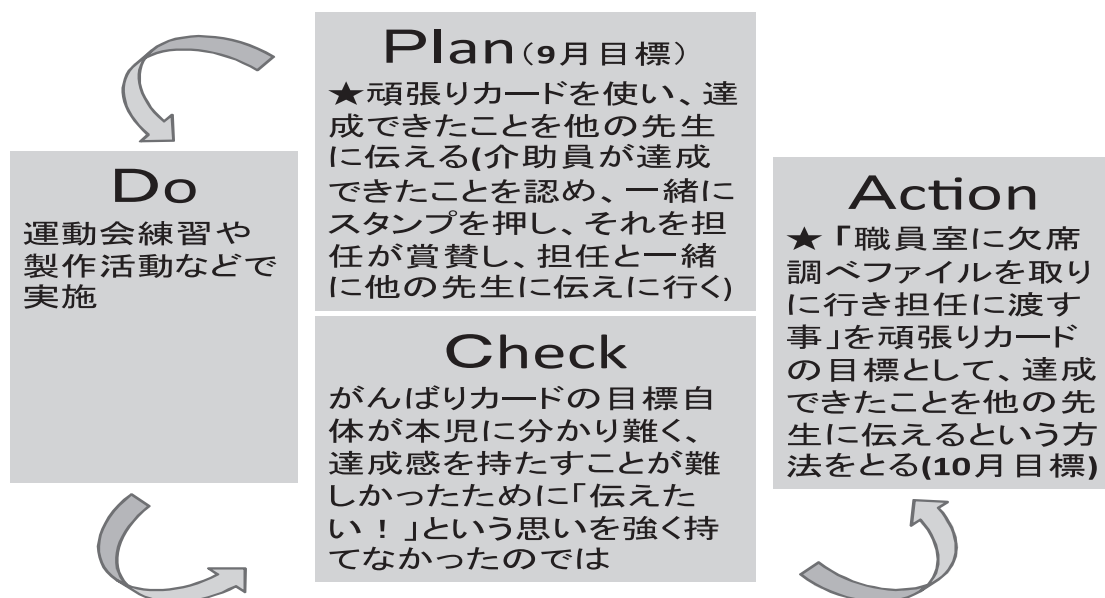 Plan(9月目標)
★頑張りカードを使い、達
成できたことを他の先生
に伝える(介助員が達成
できたことを認め、一緒に
スタンプを押し、それを担
任が賞賛し、担任と一緒
に他の先生に伝えに行く)
Do
運動会練習や
製作活動などで
実施
Check
がんばりカードの目標自
体が本児に分かり難く、
達成感を持たすことが難
しかったために「伝えた
い！」という思いを強く持
てなかったのでは
Action
★「職員室に欠席
調べファイルを取り
に行き担任に渡す
事」を頑張りカード
の目標として、達成
できたことを他の先
生に伝えるという方
法をとる(10月目標)